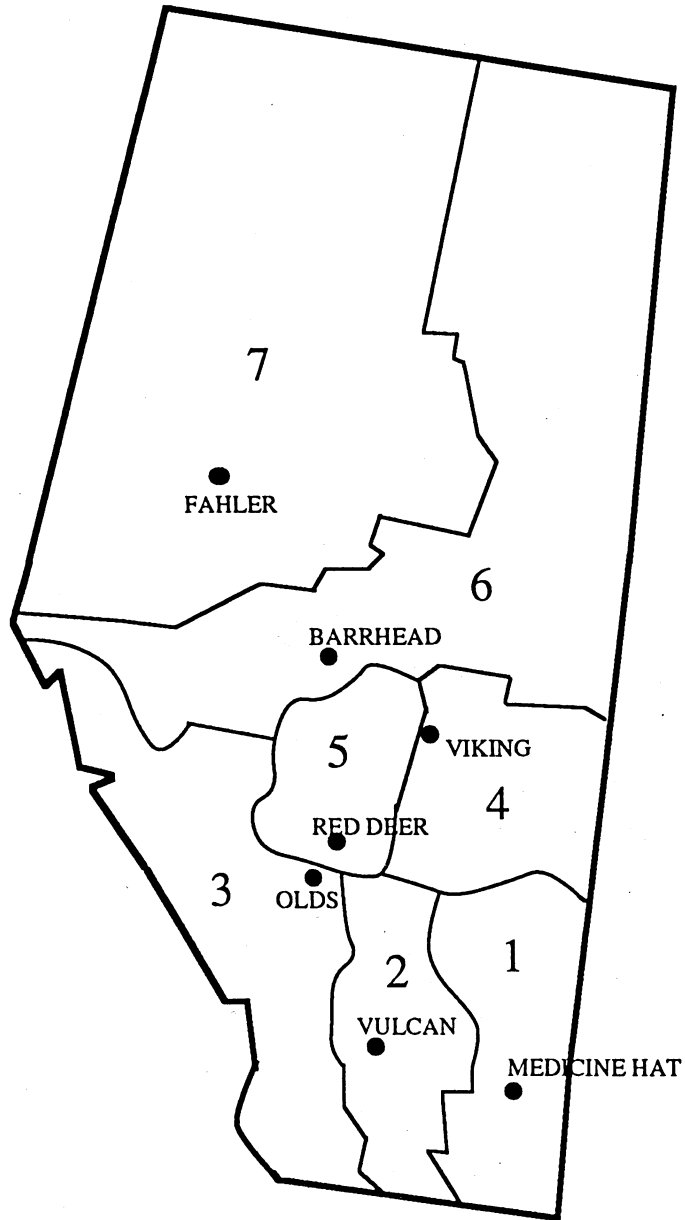 7
FAHLER
6
BARRHEAD
5
VIKING
4
RED DEER
3
OLDS
2
1
VULCAN
MEDICINE HAT